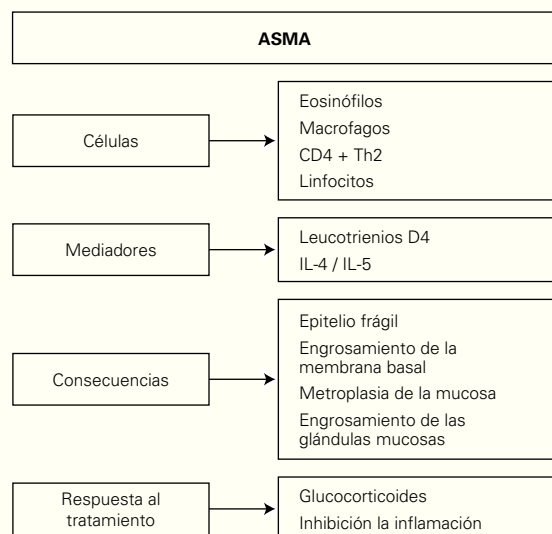 ASMA
Células
Eosinófilos
Macrofagos
CD4 + Th2
Linfocitos
Mediadores
Leucotrienios D4
IL-4 / IL-5
Consecuencias
Epitelio frágil
Engrosamiento de la
membrana basal
Metroplasia de la mucosa
Engrosamiento de las
glándulas mucosas
Respuesta al
tratamiento
Glucocorticoides
Inhibición la inflamación